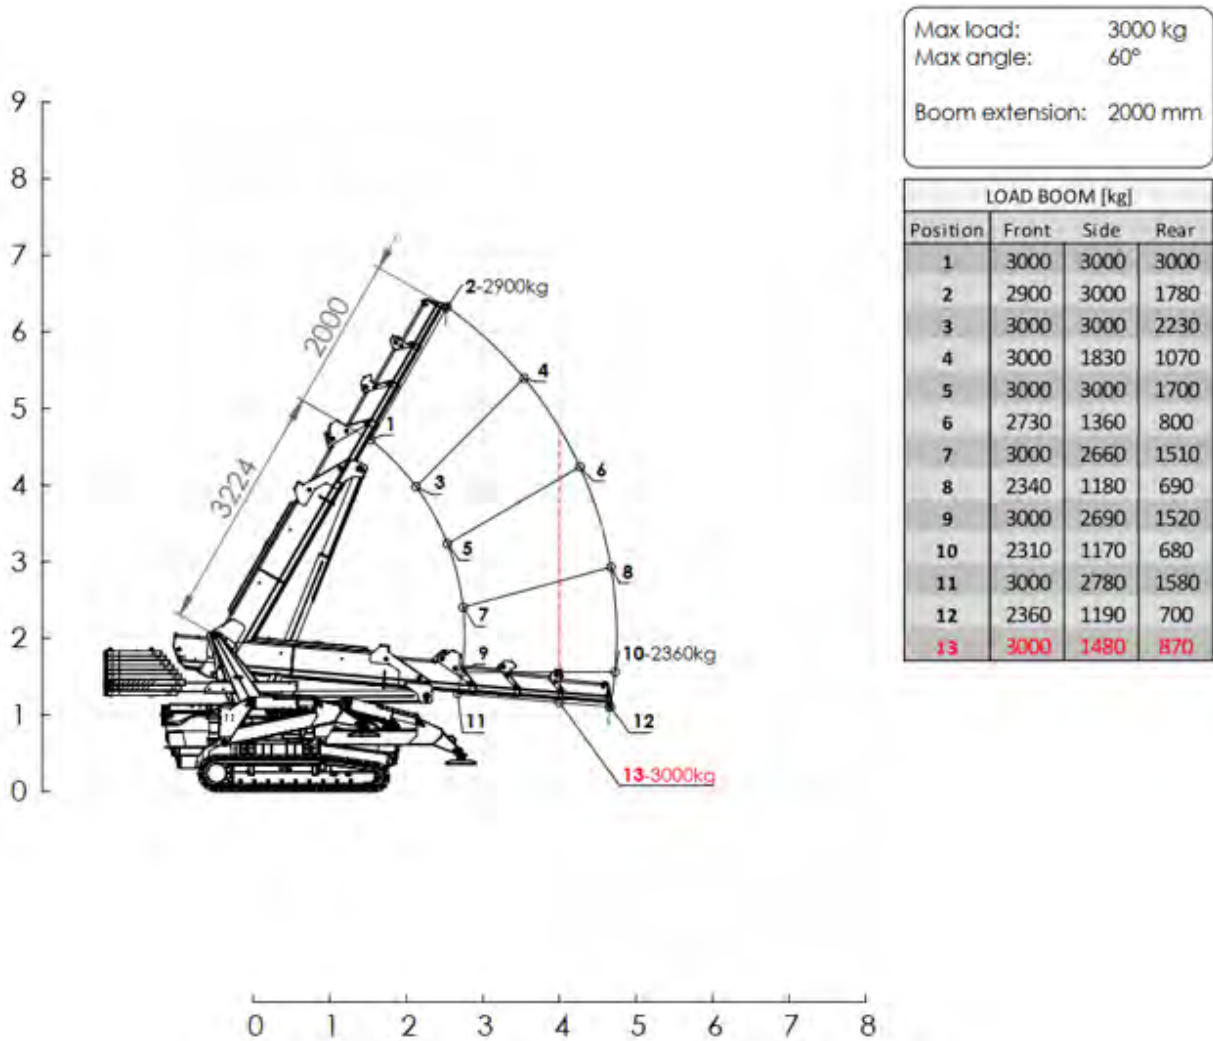 Max load: 3000 kg
Max angle: 60°
Boom extension: 2000 mm
LOAD BOOM [kg]
Position Front Side Rear
1 3000 3000 3000
2 2900 3000 1780
3 3000 3000 2230
4 3000 1830 1070
5 3000 3000 1700
6 2730 1360 800
7 3000 2660 1510
8 2340 1180 690
9 3000 2690 1520
10 2310 1170 680
11 3000 2780 1580
12 2360 1190 700
13 3000 1480 870
9
8
7
6
5
4
3
2
1
0
2000
3224
2-2900kg
1
4
3
6
5
8
7
9
10-2360kg
11
12
13-3000kg
0 1 2 3 4 5 6 7 8